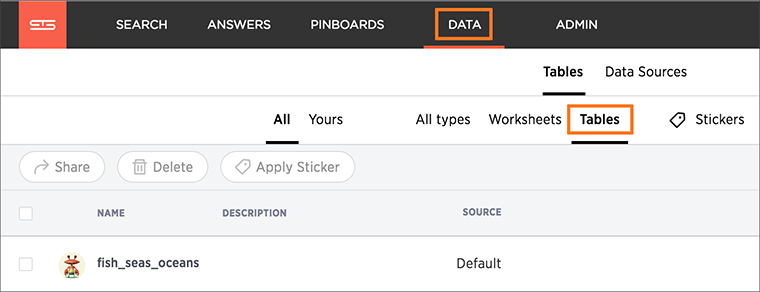 SEARCH ANSWERS PINBOARDS DATA ADMIN
Tables Data Sources
All Yours All types Worksheets Tables Stickers
Share Delete Apply Sticker
NAME DESCRIPTION SOURCE
fish_seas_oceans Default